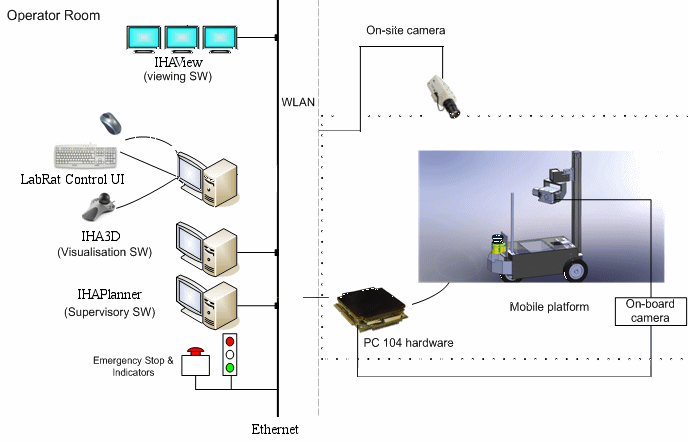 Operator Room
IHAView
(viewing SW)
WLAN
On-site camera
LabRat Control UI
IHA3D
(Visualisation SW)
IHAPlanner
(Supervisory SW)
Emergency Stop &
Indicators
Ethernet
Mobile platform
On-board
camera
PC 104 hardware